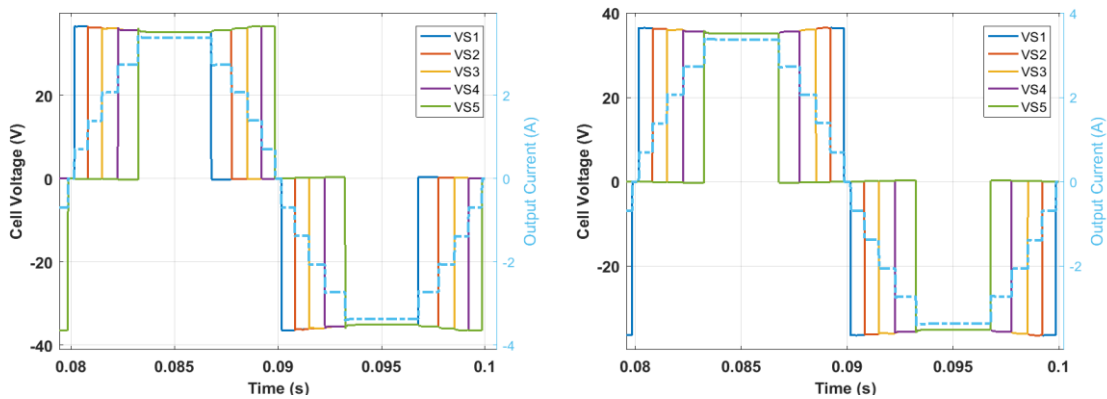 20
0
-20
-40
Cell Voltage (V)
VS1
VS2
VS3
VS4
VS5
2
0
-2
-4
Output Current (A)
0.08
0.085
0.09
0.095
0.1
Time (s)
40
20
0
-20
Cell Voltage (V)
VS1
VS2
VS3
VS4
VS5
4
2
0
-2
Output Current (A)
0.08
0.085
0.09
0.095
0.1
Time (s)